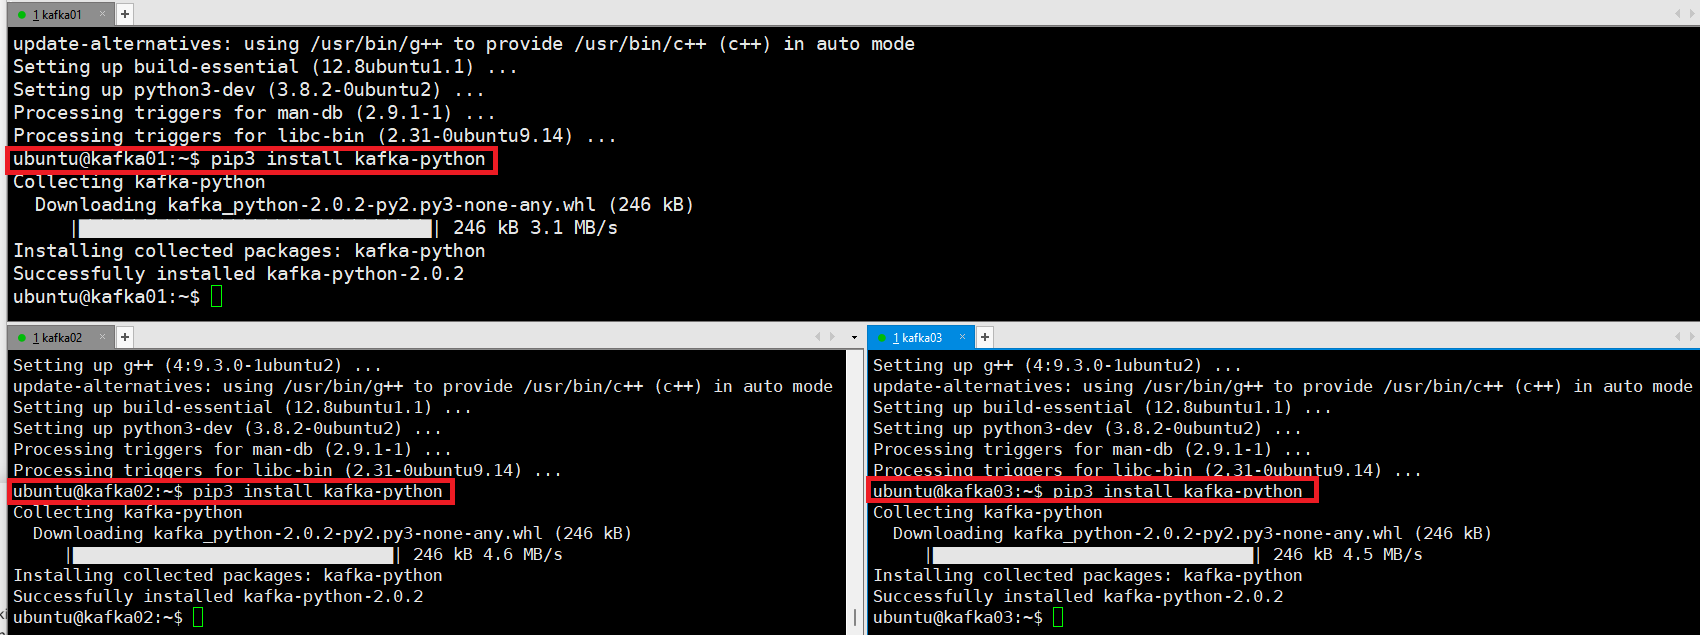 1 kafka01 × +
update-alternatives: using /usr/bin/g++ to provide /usr/bin/c++ (c++) in auto mode
Setting up build-essential (12.8ubuntu1.1) ...
Setting up python3-dev (3.8.2-0ubuntu2) ...
Processing triggers for man-db (2.9.1-1) ...
Processing triggers for libc-bin (2.31-0ubuntu9.14) ...
ubuntu@kafka01:~$ pip3 install kafka-python
Collecting kafka-python
Downloading kafka_python-2.0.2-py2.py3-none-any.whl (246 kB)
|████████████████████████████████| 246 kB 3.1 MB/s
Installing collected packages: kafka-python
Successfully installed kafka-python-2.0.2
ubuntu@kafka01:~$
1 kafka02 × +
Setting up g++ (4:9.3.0-1ubuntu2) ...
update-alternatives: using /usr/bin/g++ to provide /usr/bin/c++ (c++) in auto mode
Setting up build-essential (12.8ubuntu1.1) ...
Setting up python3-dev (3.8.2-0ubuntu2) ...
Processing triggers for man-db (2.9.1-1) ...
Processing triggers for libc-bin (2.31-0ubuntu9.14) ...
ubuntu@kafka02:~$ pip3 install kafka-python
Collecting kafka-python
Downloading kafka_python-2.0.2-py2.py3-none-any.whl (246 kB)
|████████████████████████████████| 246 kB 4.6 MB/s
Installing collected packages: kafka-python
Successfully installed kafka-python-2.0.2
ubuntu@kafka02:~$
1 kafka03 × +
Setting up g++ (4:9.3.0-1ubuntu2) ...
update-alternatives: using /usr/bin/g++ to provide /usr/bin/c++ (c++) in auto mode
Setting up build-essential (12.8ubuntu1.1) ...
Setting up python3-dev (3.8.2-0ubuntu2) ...
Processing triggers for man-db (2.9.1-1) ...
Processing triggers for libc-bin (2.31-0ubuntu9.14) ...
ubuntu@kafka03:~$ pip3 install kafka-python
Collecting kafka-python
Downloading kafka_python-2.0.2-py2.py3-none-any.whl (246 kB)
|████████████████████████████████| 246 kB 4.5 MB/s
Installing collected packages: kafka-python
Successfully installed kafka-python-2.0.2
ubuntu@kafka03:~$